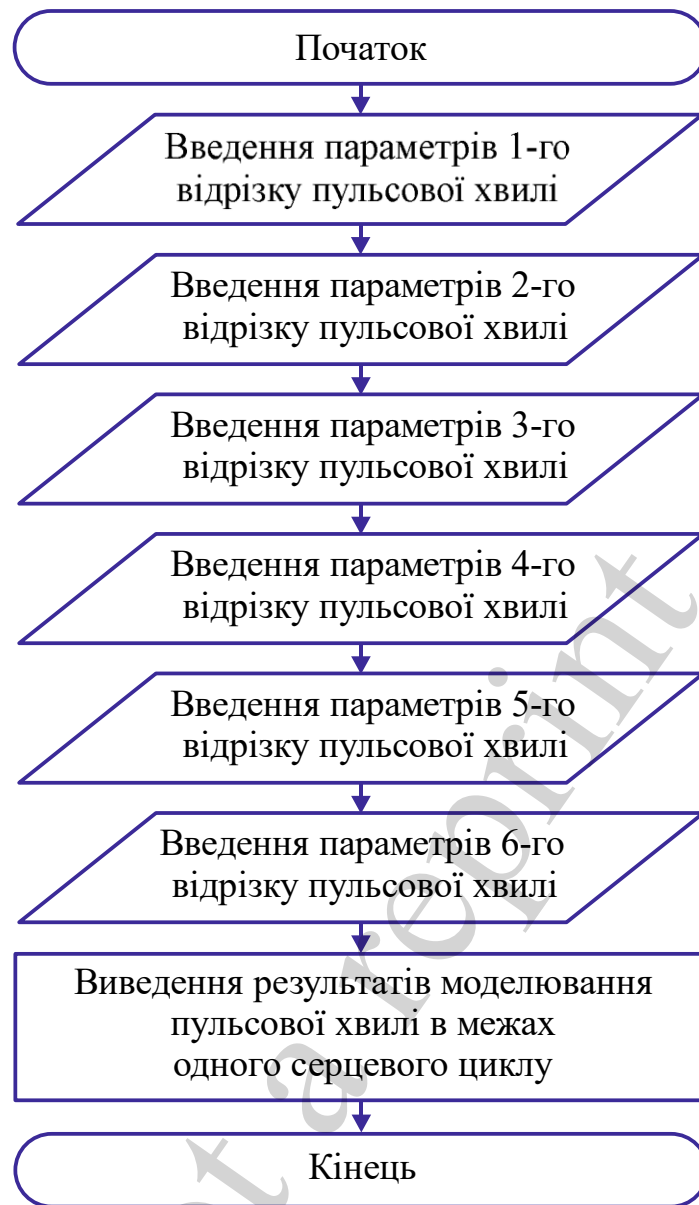 Початок
Введення параметрів 1-го
відрізку пульсової хвилі
Введення параметрів 2-го
відрізку пульсової хвилі
Введення параметрів 3-го
відрізку пульсової хвилі
Введення параметрів 4-го
відрізку пульсової хвилі
Введення параметрів 5-го
відрізку пульсової хвилі
Введення параметрів 6-го
відрізку пульсової хвилі
Виведення результатів моделювання
пульсової хвилі в межах
одного серцевого циклу
Кінець
a reprint